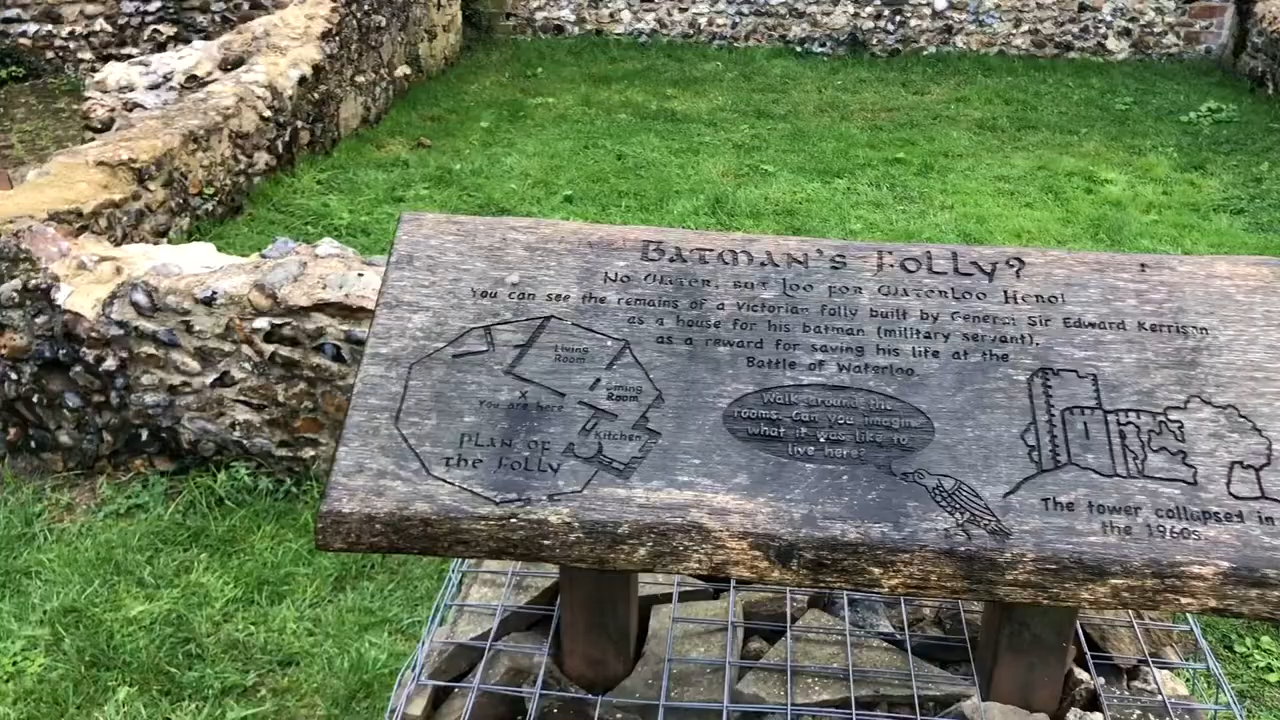 Batman's Folly?
No Water, but Loo for Waterloo Hero!
You can see the remains of a Victorian folly built by General Sir Edward Kerrison
as a house for his batman (military servant),
as a reward for saving his life at the
Battle of Waterloo
Living
Room
Dining
Room
X
You are here
Kitchen
Plan of
the Folly
Walk around the
rooms. Can you imagine
what it was like to
live here?
The tower collapsed in
the 1960s.